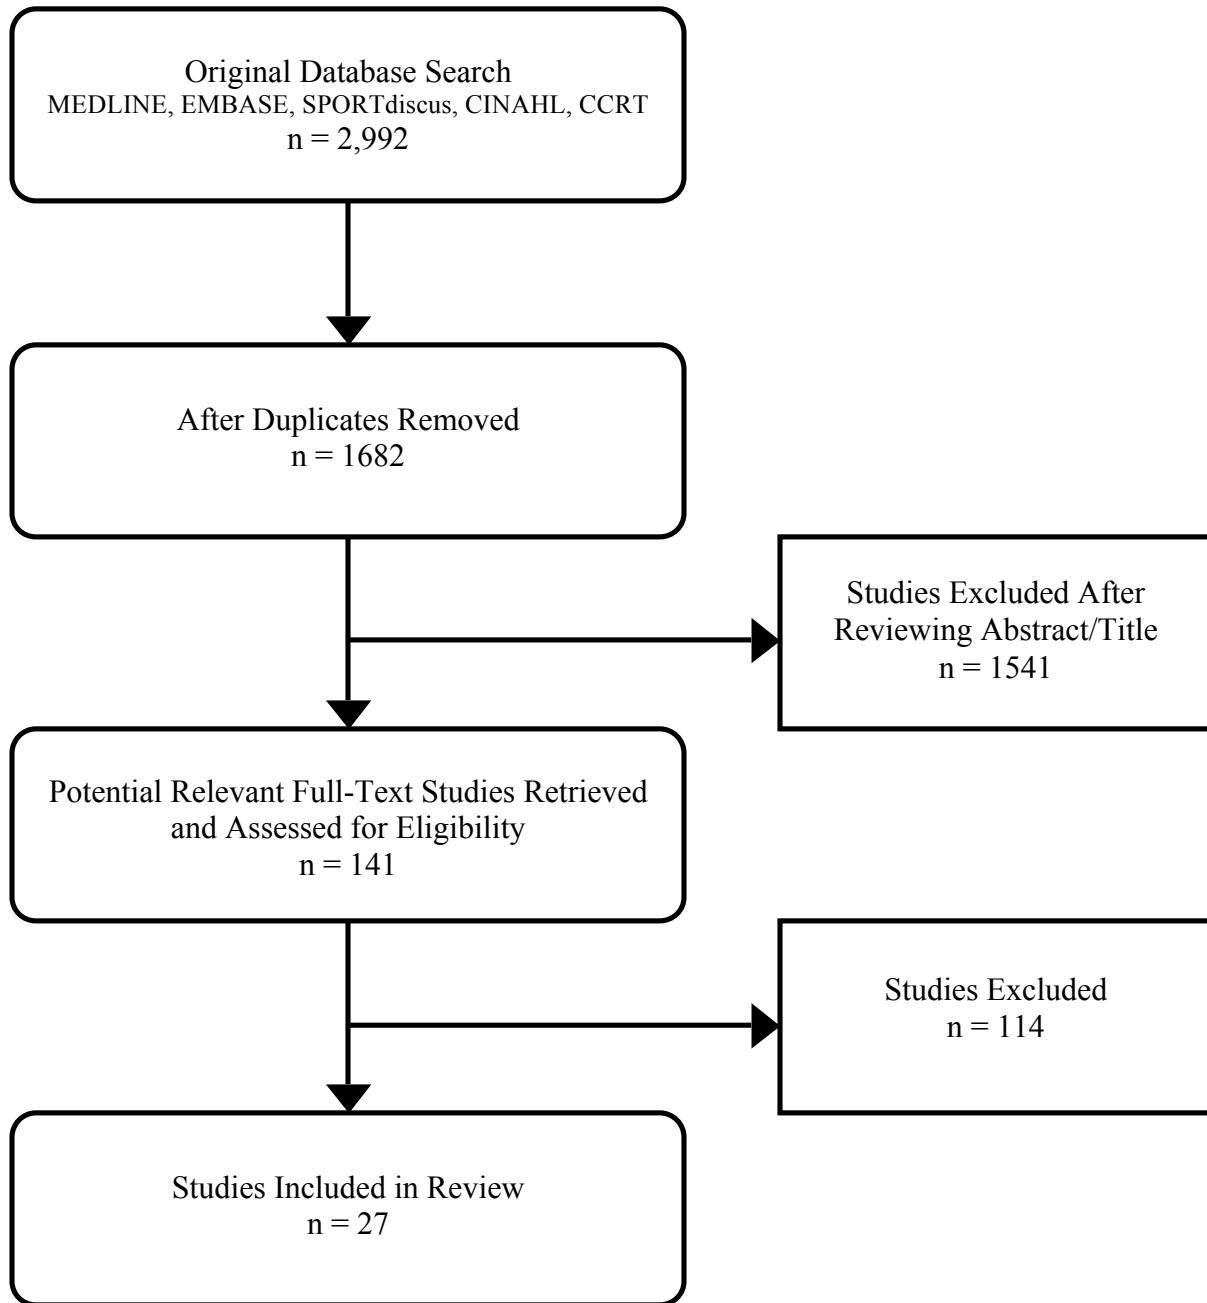 Original Database Search
MEDLINE, EMBASE, SPORTdiscus, CINAHL, CCRT
n = 2,992
After Duplicates Removed
n = 1682
Studies Excluded After
Reviewing Abstract/Title
n = 1541
Potential Relevant Full-Text Studies Retrieved
and Assessed for Eligibility
n = 141
Studies Excluded
n = 114
Studies Included in Review
n = 27